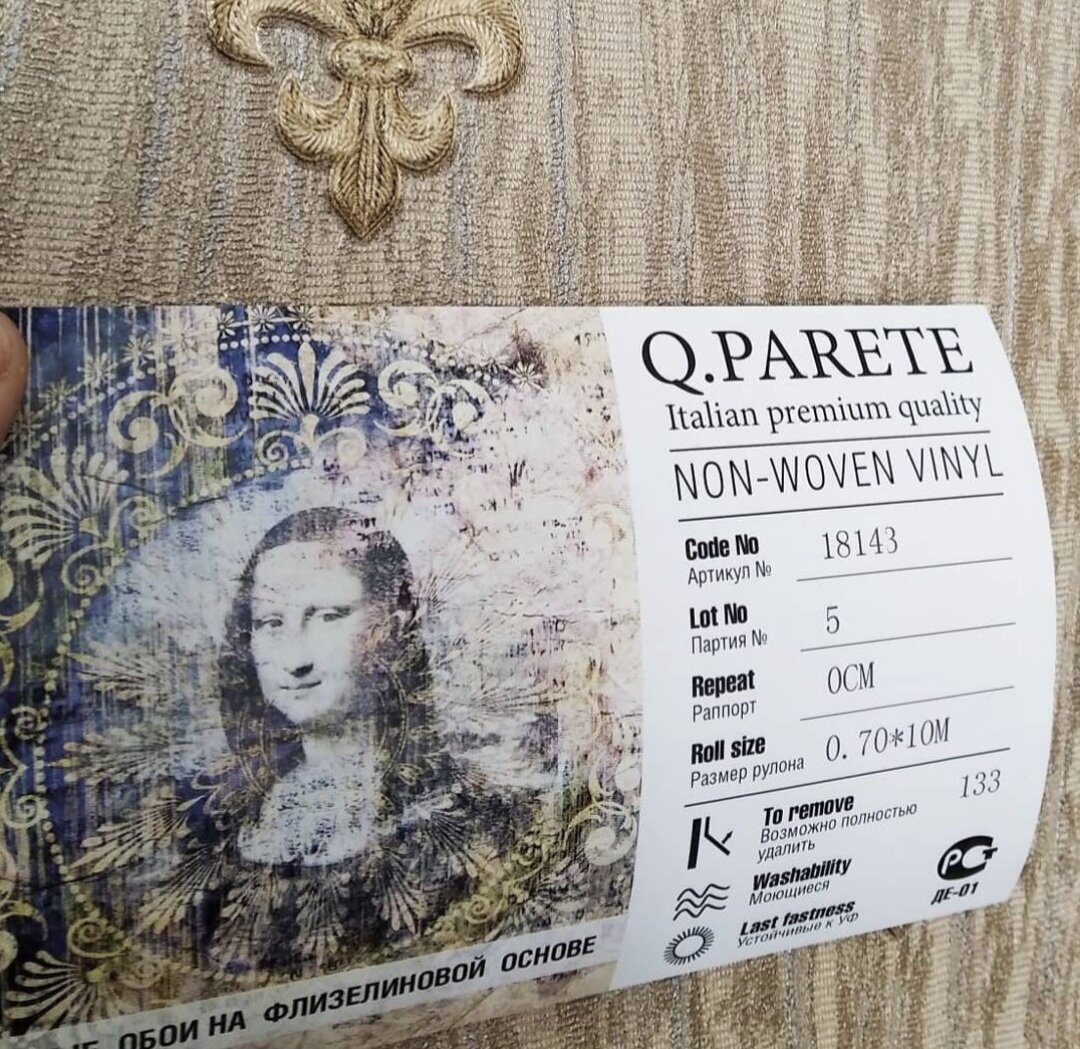 Q.PARETE
Italian premium quality
NON-WOVEN VINYL
Code No 18143
Артикул №
Lot No 5
Партия №
Repeat 0CM
Раппорт
Roll size 0.70*10M
Размер рулона
133
To remove
Возможно полностью
удалить
Washability
Моющиеся
Last fastness
Устойчивые к УФ
РСТ
ДЕ-01
ОБОИ НА ФЛИЗЕЛИНОВОЙ ОСНОВЕ